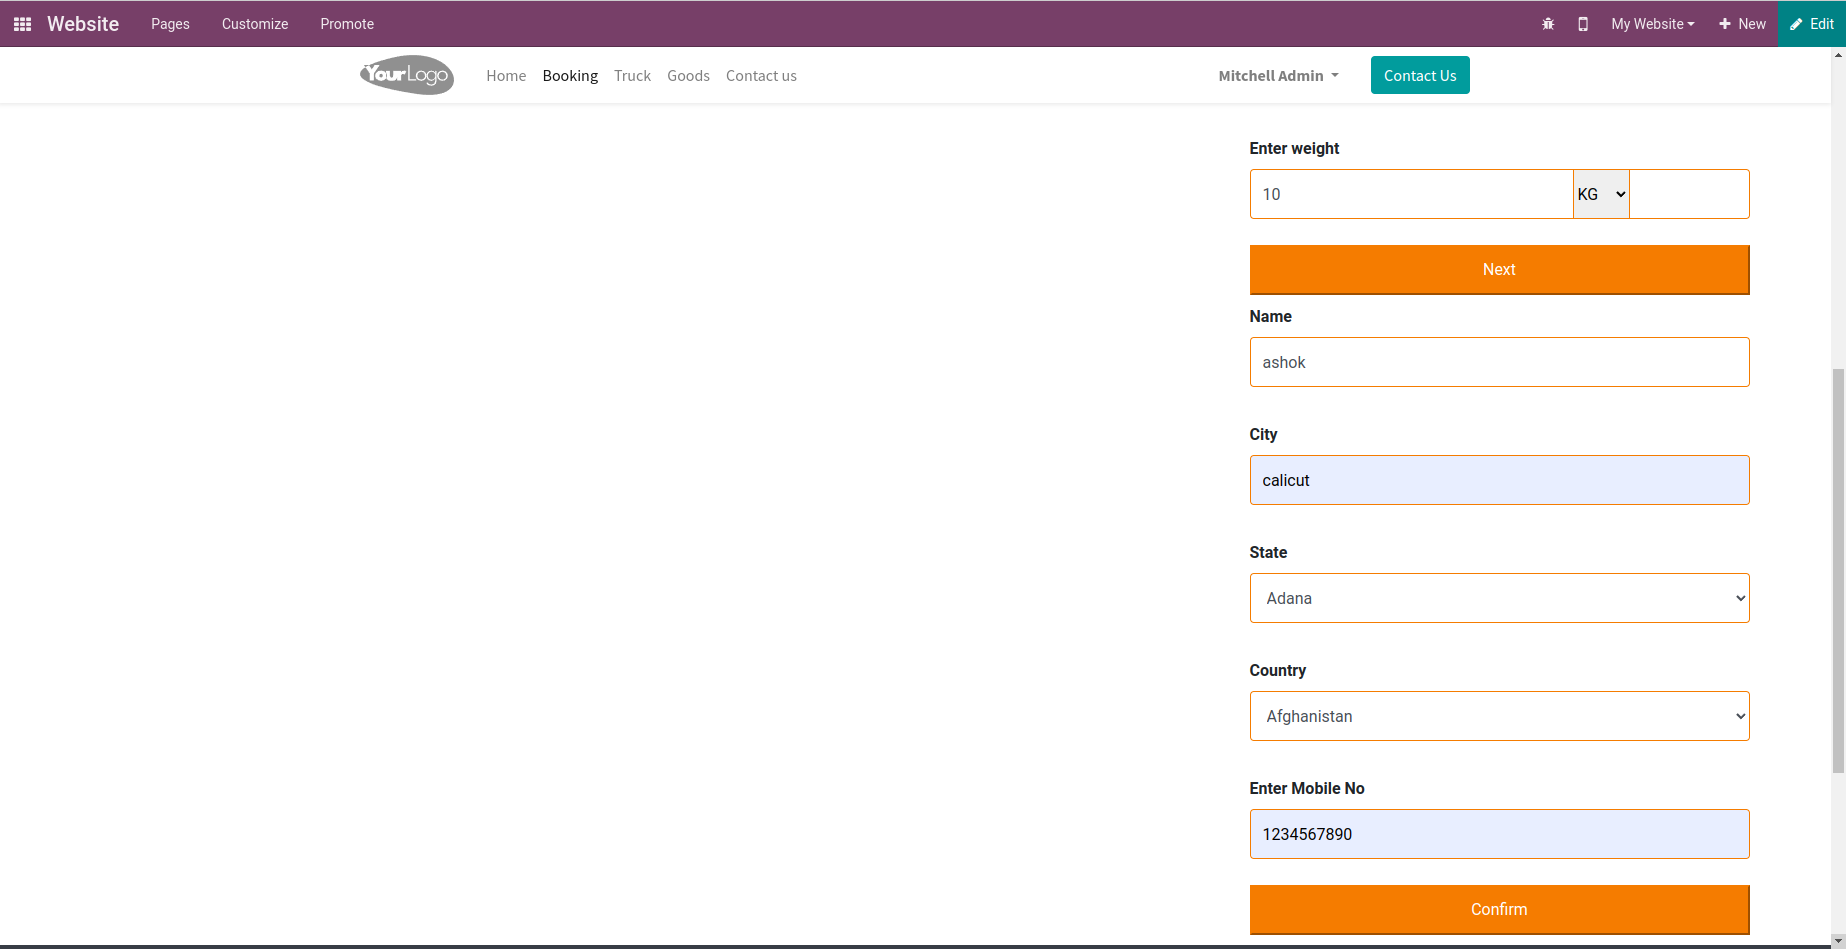 Website Pages Customize Promote My Website New Edit
YourLogo Home Booking Truck Goods Contact us Mitchell Admin Contact Us
Enter weight
10 KG
Next
Name
ashok
City
calicut
State
Adana
Country
Afghanistan
Enter Mobile No
1234567890
Confirm